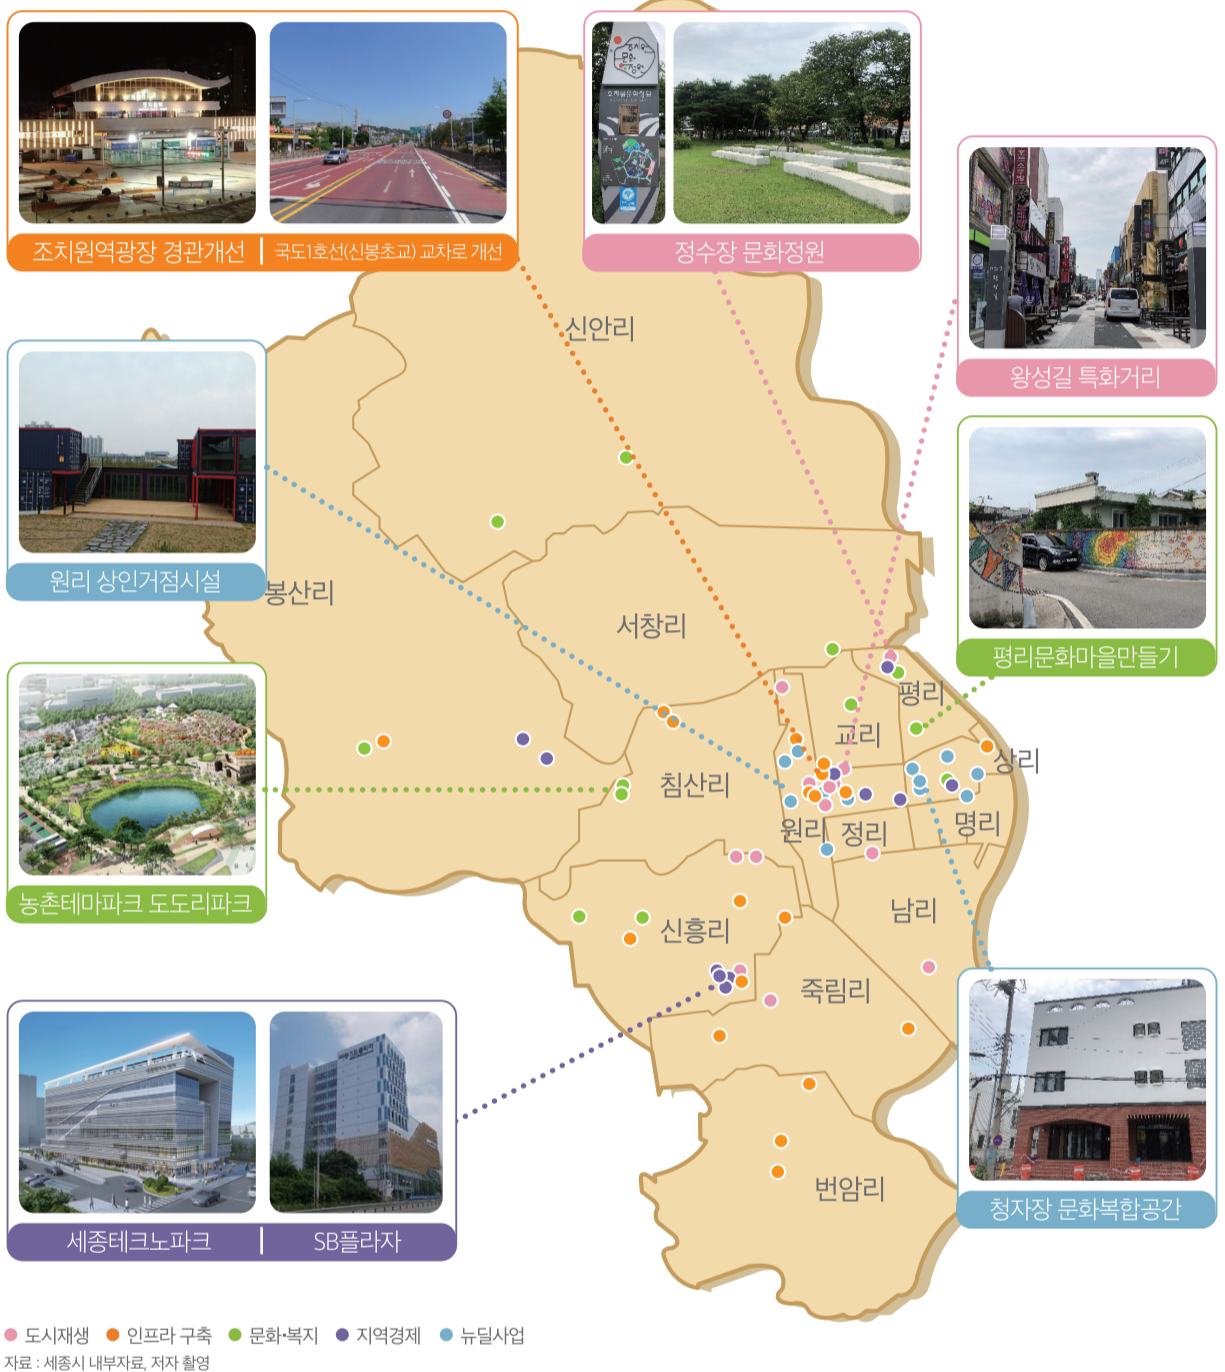 조치원역광장 경관개선 | 국도1호선(신봉초교) 교차로 개선
정수장 문화정원
왕성길 특화거리
신안리
원리 상인거점시설
봉산리
서창리
평리문화마을만들기
평리
교리
상리
침산리
원리
정리
명리
농촌테마파크 도도리파크
신흥리
남리
죽림리
세종테크노파크 | SB플라자
번암리
청자장 문화복합공간
도시재생 인프라 구축 문화·복지 지역경제 뉴딜사업
자료 : 세종시 내부자료, 저자 촬영